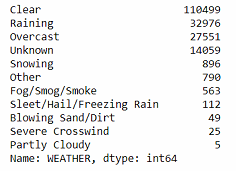 Clear 110499
Raining 32976
Overcast 27551
Unknown 14059
Snowing 896
Other 790
Fog/Smog/Smoke 563
Sleet/Hail/Freezing Rain 112
Blowing Sand/Dirt 49
Severe Crosswind 25
Partly Cloudy 5
Name: WEATHER, dtype: int64